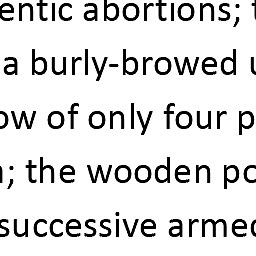 entic abortions;
a burly-browed
ow of only four p
; the wooden po
successive armed